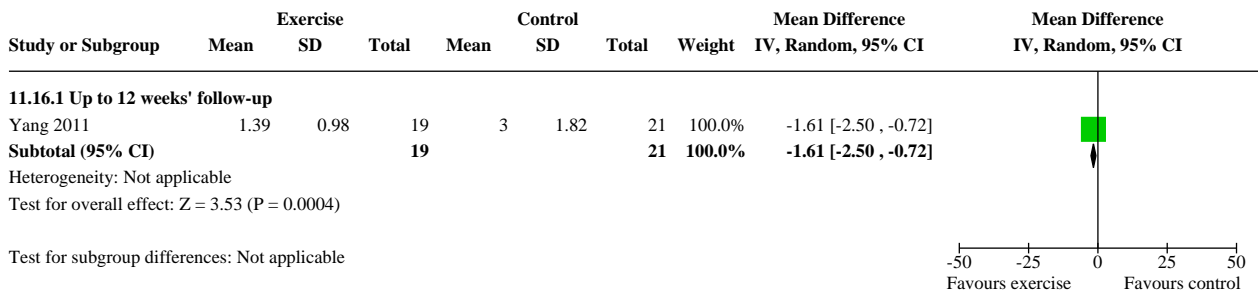 Exercise Control Mean Difference Mean Difference
Study or Subgroup Mean SD Total Mean SD Total Weight IV, Random, 95% CI IV, Random, 95% CI
11.16.1 Up to 12 weeks' follow-up
Yang 2011 1.39 0.98 19 3 1.82 21 100.0% -1.61 [-2.50 , -0.72]
Subtotal (95% CI) 19 21 100.0% -1.61 [-2.50 , -0.72]
Heterogeneity: Not applicable
Test for overall effect: Z = 3.53 (P = 0.0004)
Test for subgroup differences: Not applicable
-50 -25 0 25 50
Favours exercise Favours control